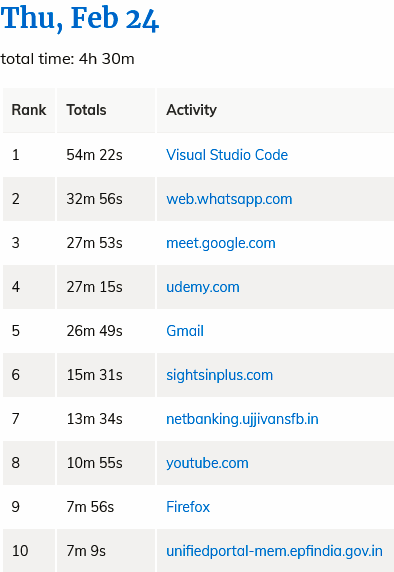 Thu, Feb 24
total time: 4h 30m
Rank Totals Activity
1 54m 22s Visual Studio Code
2 32m 56s web.whatsapp.com
3 27m 53s meet.google.com
4 27m 15s udemy.com
5 26m 49s Gmail
6 15m 31s sightsinplus.com
7 13m 34s netbanking.ujjivansfb.in
8 10m 55s youtube.com
9 7m 56s Firefox
10 7m 9s unifiedportal-mem.epfindia.gov.in